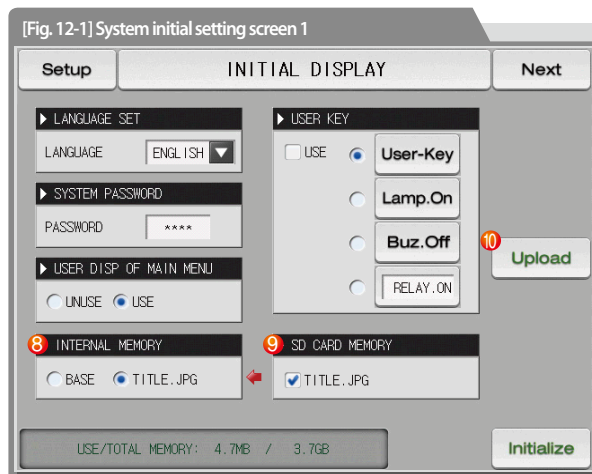 [Fig. 12-1] System initial setting screen 1
Setup
INITIAL DISPLAY
Next
LANGUAGE SET
LANGUAGE
ENGLISH
SYSTEM PASSWORD
PASSWORD
****
USER DISP OF MAIN MENU
UNUSE
USE
USER KEY
USE
User-Key
Lamp.On
Buz.Off
RELAY.ON
10
Upload
8
INTERNAL MEMORY
BASE
TITLE.JPG
9
SD CARD MEMORY
TITLE.JPG
USE/TOTAL MEMORY: 4.7MB / 3.7GB
Initialize